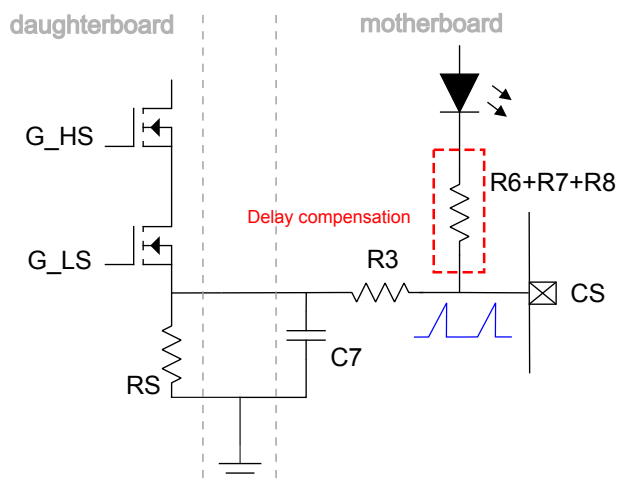 daughterboard
motherboard
G_HS
R6+R7+R8
Delay compensation
G_LS
R3
CS
C7
RS